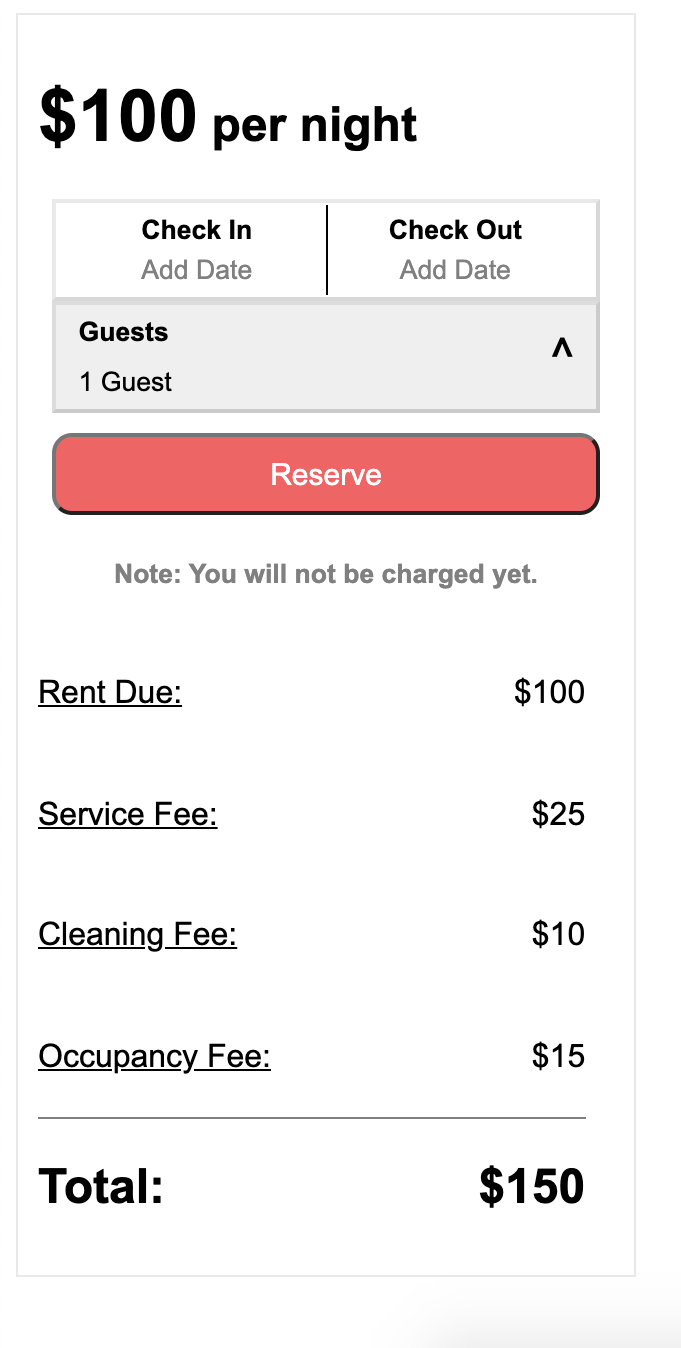 $100 per night
Check In Check Out
Add Date Add Date
Guests
1 Guest
Reserve
Note: You will not be charged yet.
Rent Due: $100
Service Fee: $25
Cleaning Fee: $10
Occupancy Fee: $15
Total: $150